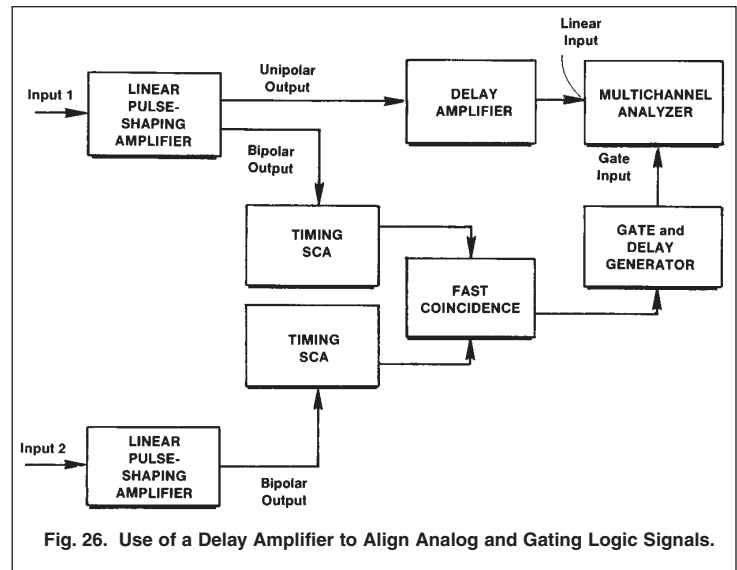 Linear
Input
Unipolar
Output
Input 1
LINEAR
PULSE-
SHAPING
AMPLIFIER
DELAY
AMPLIFIER
MULTICHANNEL
ANALYZER
Bipolar
Output
Gate
Input
TIMING
SCA
GATE and
DELAY
GENERATOR
FAST
COINCIDENCE
TIMING
SCA
Input 2
LINEAR
PULSE-
SHAPING
AMPLIFIER
Bipolar
Output
Fig. 26. Use of a Delay Amplifier to Align Analog and Gating Logic Signals.